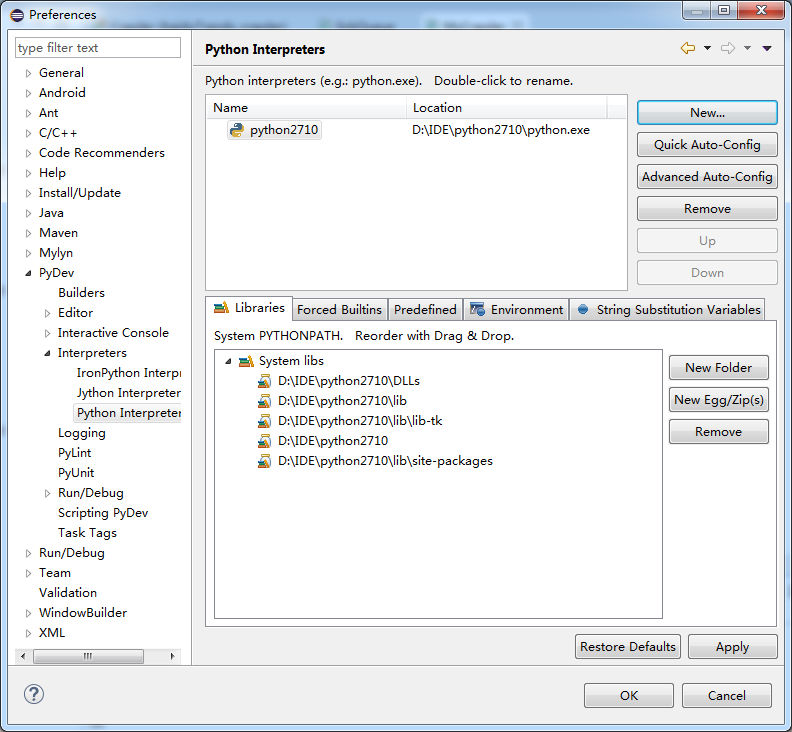 Preferences
type filter text
General
Android
Ant
C/C++
Code Recommenders
Help
Install/Update
Java
Maven
Mylyn
PyDev
Builders
Editor
Interactive Console
Interpreters
IronPython Interpr
Jython Interpreter
Python Interpreter
Logging
PyLint
PyUnit
Run/Debug
Scripting PyDev
Task Tags
Run/Debug
Team
Validation
WindowBuilder
XML
Python Interpreters
Python interpreters (e.g.: python.exe). Double-click to rename.
Name Location
python2710 D:\IDE\python2710\python.exe
New...
Quick Auto-Config
Advanced Auto-Config
Remove
Up
Down
Libraries Forced Builtins Predefined Environment String Substitution Variables
System PYTHONPATH. Reorder with Drag & Drop.
System libs
D:\IDE\python2710\DLLs
D:\IDE\python2710\lib
D:\IDE\python2710\lib\lib-tk
D:\IDE\python2710
D:\IDE\python2710\lib\site-packages
New Folder
New Egg/Zip(s)
Remove
Restore Defaults Apply
OK Cancel